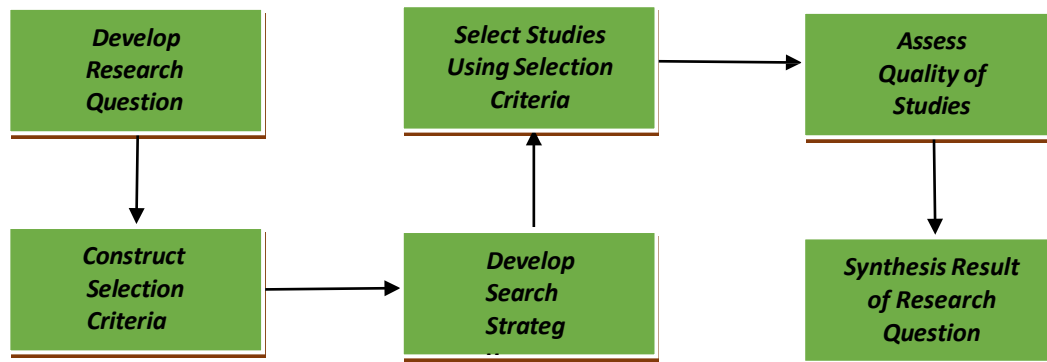 Develop
Research
Question
Construct
Selection
Criteria
Develop
Search
Strateg
Select Studies
Using Selection
Criteria
Assess
Quality of
Studies
Synthesis Result
of Research
Question